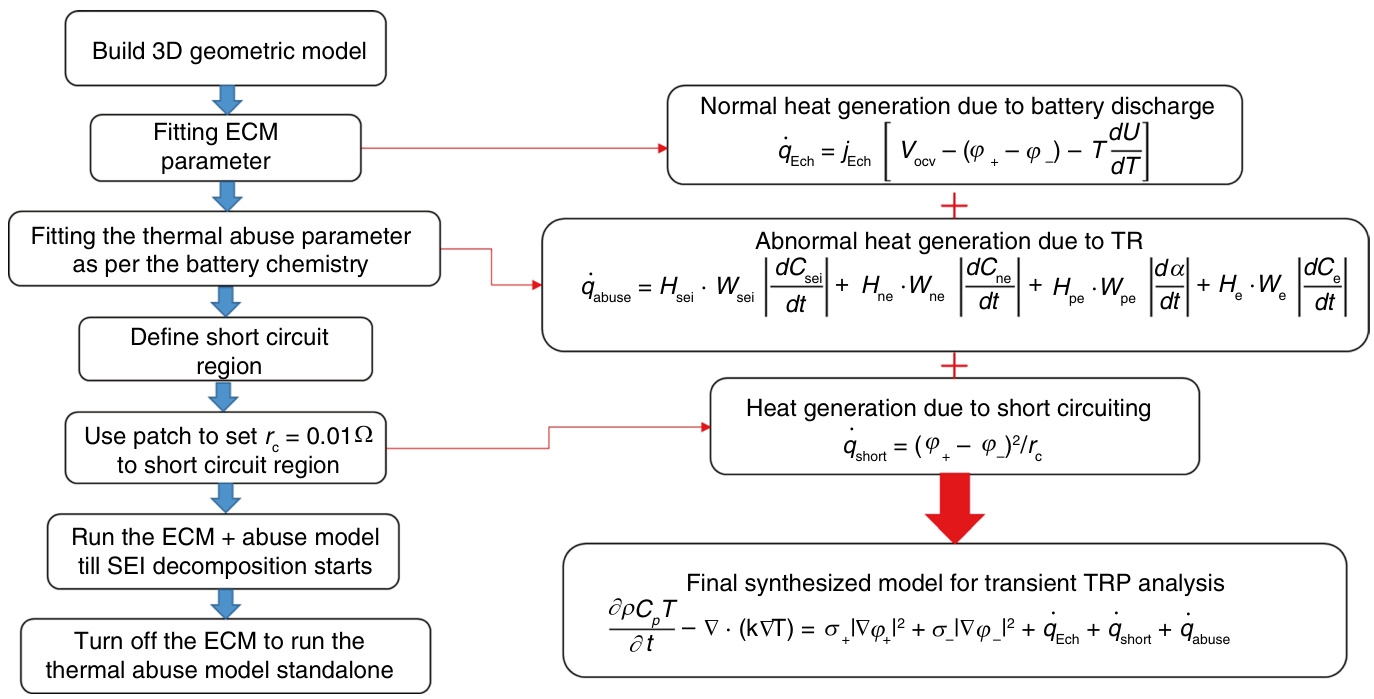 Build 3D geometric model
Fitting ECM
parameter
Fitting the thermal abuse parameter
as per the battery chemistry
Define short circuit
region
Use patch to set r_c = 0.01Ω
to short circuit region
Run the ECM + abuse model
till SEI decomposition starts
Turn off the ECM to run the
thermal abuse model standalone
Normal heat generation due to battery discharge
q̇_Ech = j_Ech [ V_ocv – (φ_+ – φ_–) – T dU/dT ]
+
Abnormal heat generation due to TR
q̇_abuse = H_sei · W_sei |dC_sei/dt| + H_ne · W_ne |dC_ne/dt| + H_pe · W_pe |dα/dt| + H_e · W_e |dC_e/dt|
+
Heat generation due to short circuiting
q̇_short = (φ_+ – φ_–)²/r_c
Final synthesized model for transient TRP analysis
∂ρC_pT/∂t – ∇ · (k∇T) = σ_+|∇φ_+|² + σ_–|∇φ_–|² + q̇_Ech + q̇_short + q̇_abuse